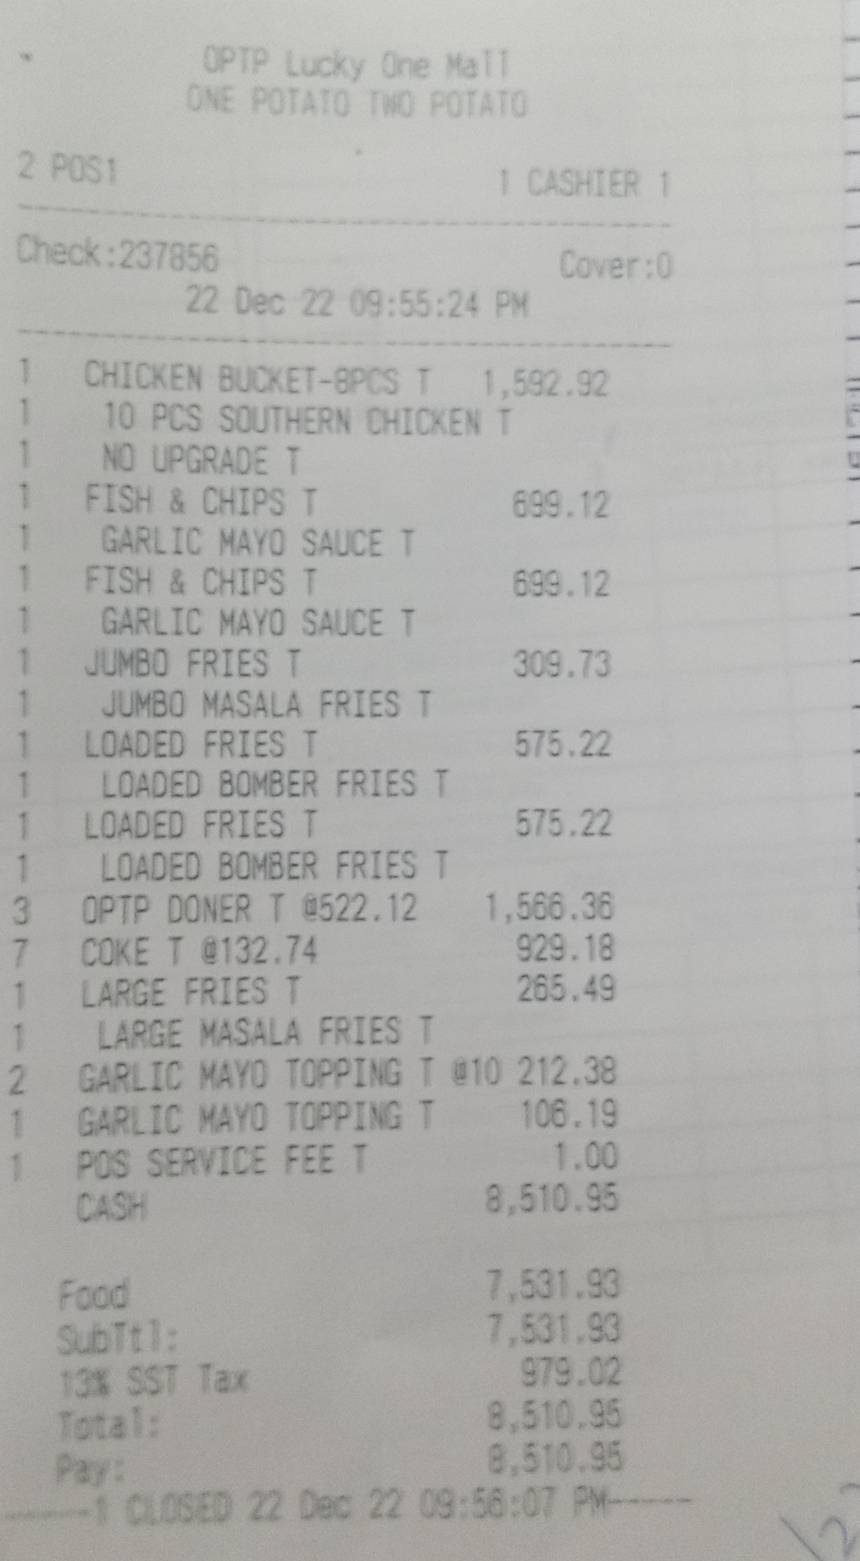 OPTP Lucky One Mall
ONE POTATO TWO POTATO
2 POS1 1 CASHIER 1
Check:237856 Cover:0
22 Dec 22 09:55:24 PM
1 CHICKEN BUCKET-8PCS T 1,592.92
1 10 PCS SOUTHERN CHICKEN T
1 NO UPGRADE T
1 FISH & CHIPS T 699.12
1 GARLIC MAYO SAUCE T
1 FISH & CHIPS T 699.12
1 GARLIC MAYO SAUCE T
1 JUMBO FRIES T 309.73
1 JUMBO MASALA FRIES T
1 LOADED FRIES T 575.22
1 LOADED BOMBER FRIES T
1 LOADED FRIES T 575.22
1 LOADED BOMBER FRIES T
3 OPTP DONER T @522.12 1,566.36
7 COKE T @132.74 929.18
1 LARGE FRIES T 265.49
1 LARGE MASALA FRIES T
2 GARLIC MAYO TOPPING T @10 212.38
1 GARLIC MAYO TOPPING T 106.19
1 POS SERVICE FEE T 1.00
CASH 8,510.95
Food 7,531.93
SubTtl: 7,531.93
13% SST Tax 979.02
Total: 8,510.95
Pay: 8,510.95
------1 CLOSED 22 Dec 22 09:56:07 PM------